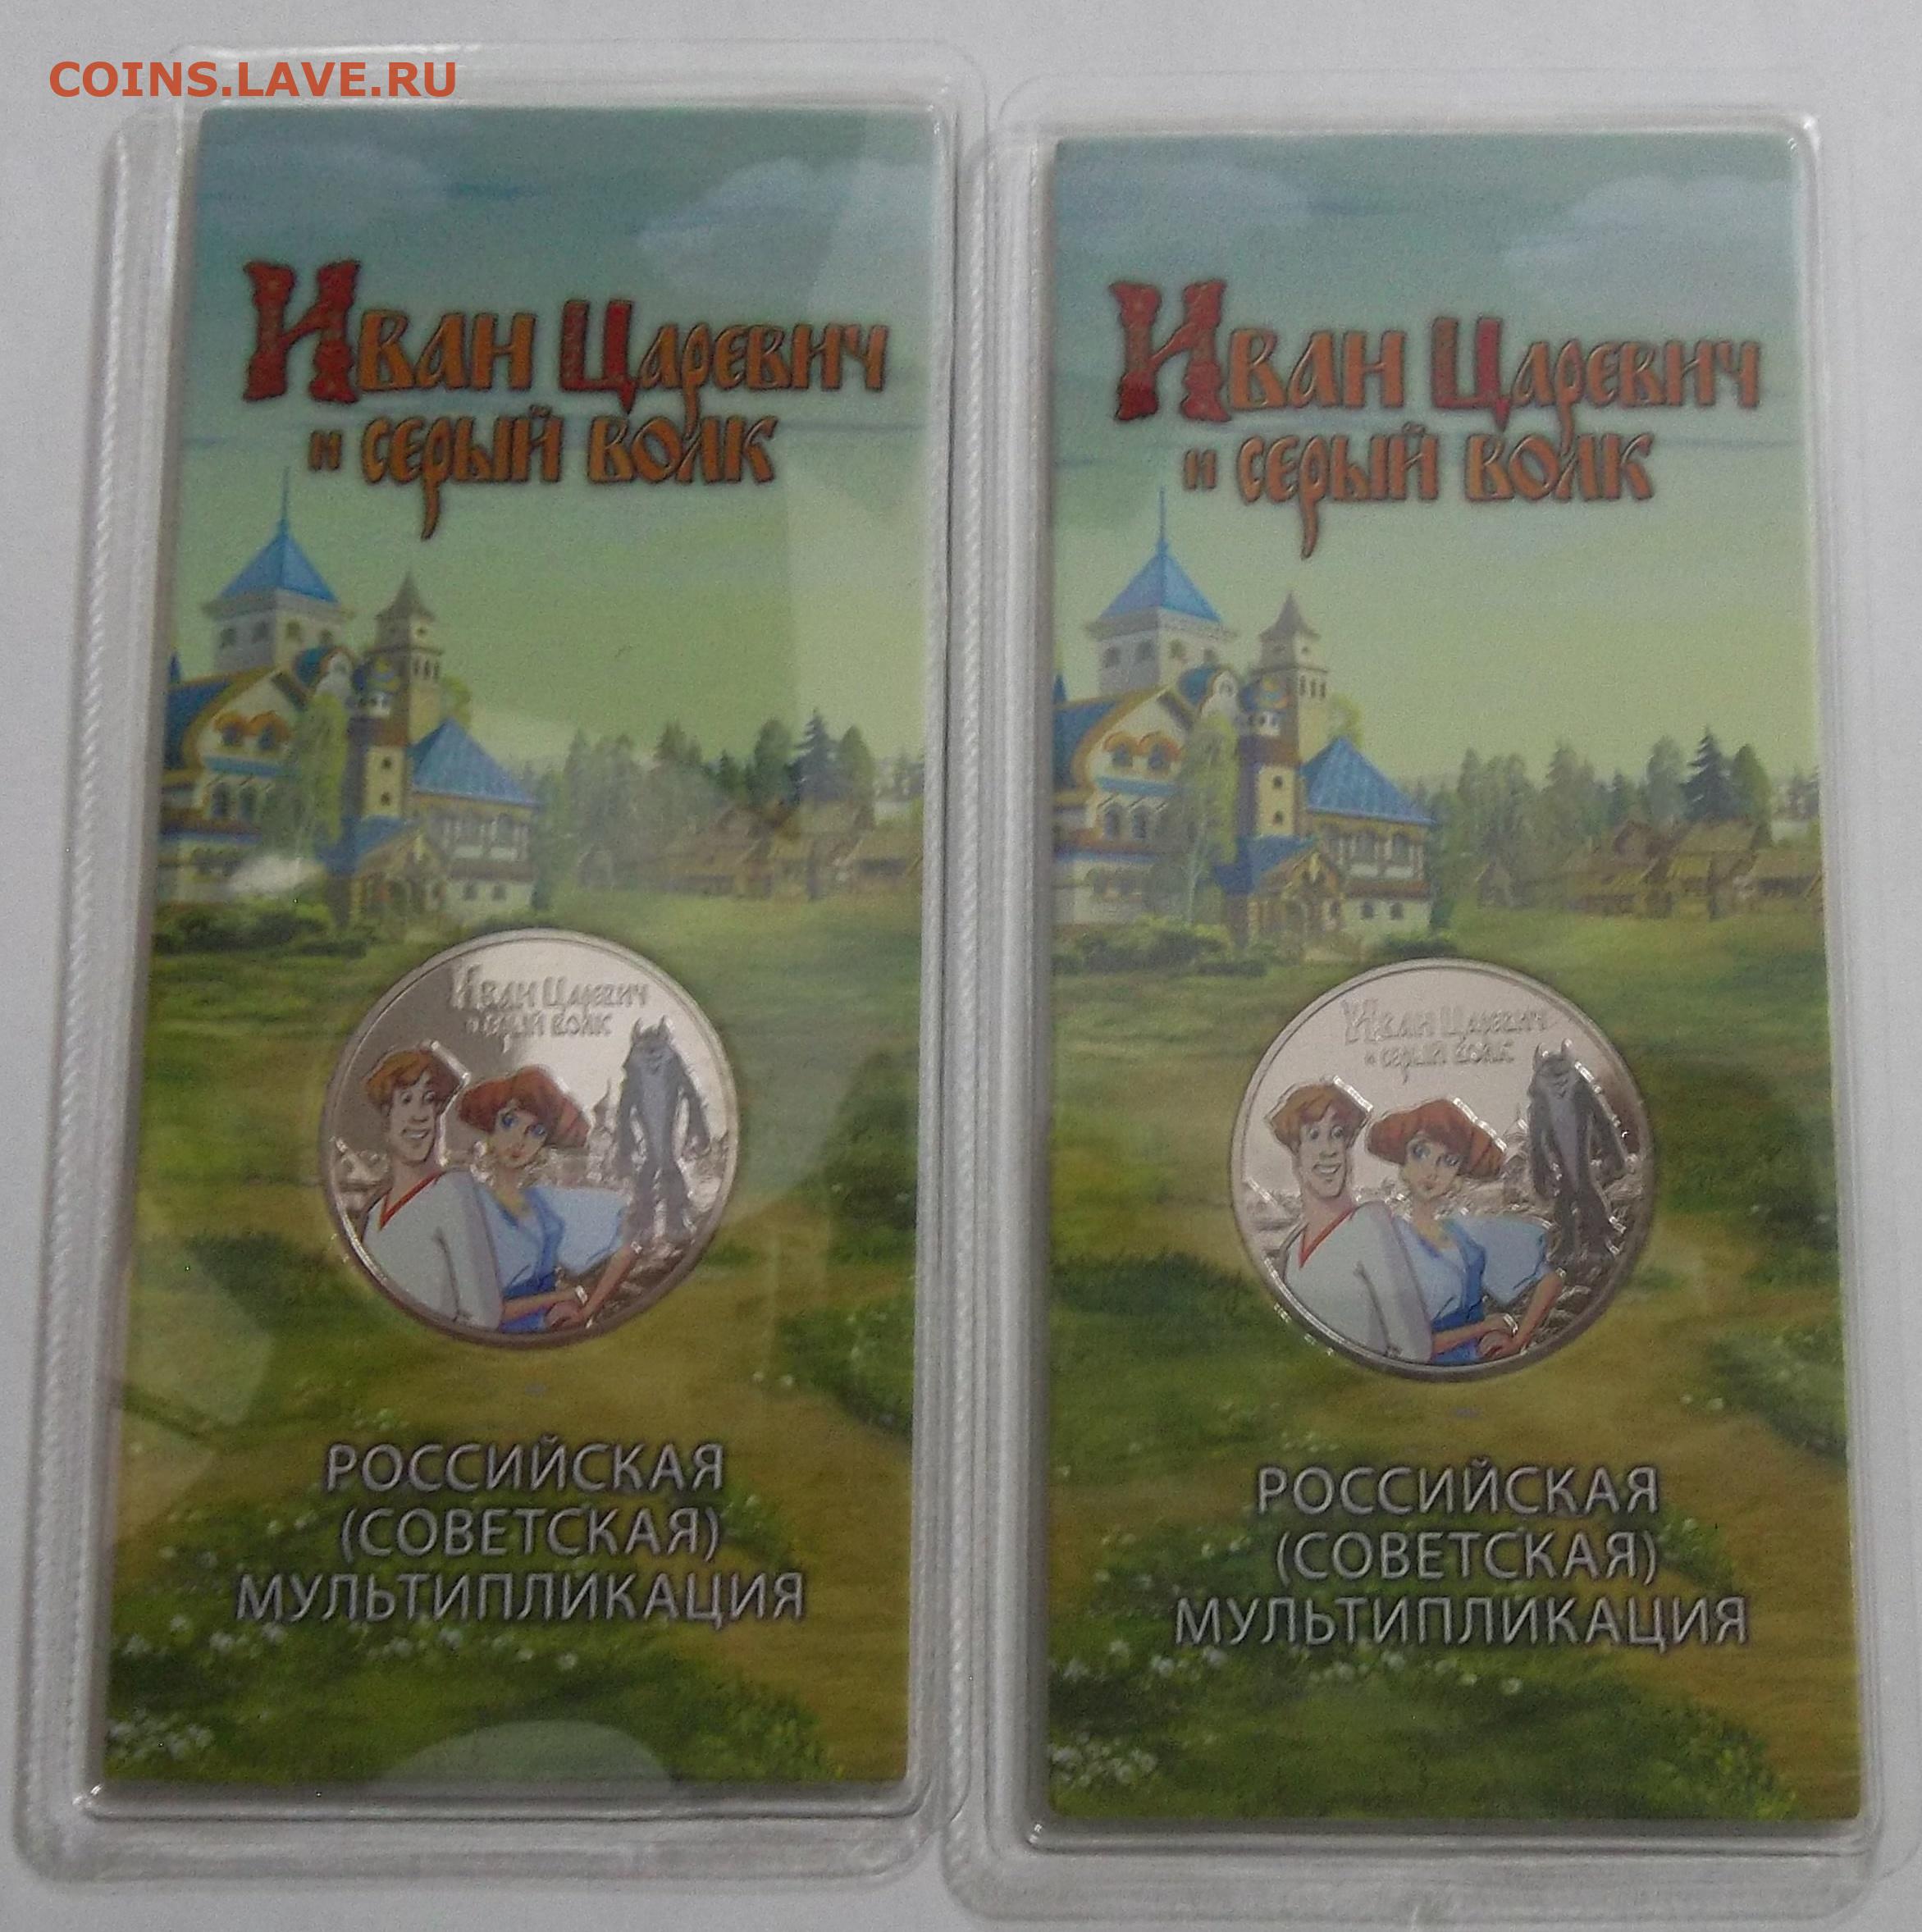 COINS.LAVE.RU
Иван Царевич
и серый волк
Иван Царевич
и серый волк
РОССИЙСКАЯ
(СОВЕТСКАЯ)
МУЛЬТИПЛИКАЦИЯ
Иван Царевич
и серый волк
Иван Царевич
и серый волк
РОССИЙСКАЯ
(СОВЕТСКАЯ)
МУЛЬТИПЛИКАЦИЯ